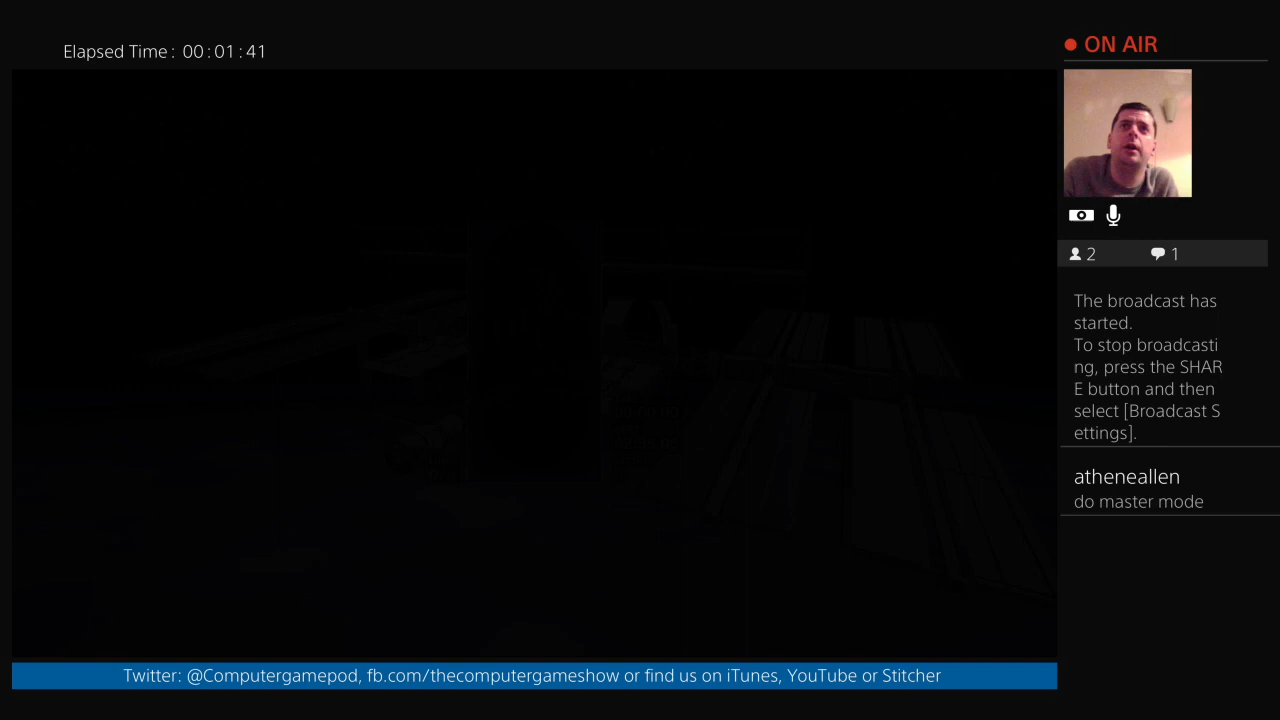 Elapsed Time: 00:01:41
ON AIR
2
1
The broadcast has
started.
To stop broadcasti
ng, press the SHAR
E button and then
select [Broadcast S
ettings].
atheneallen
do master mode
Twitter: @Computergamepod, fb.com/thecomputergameshow or find us on iTunes, YouTube or Stitcher